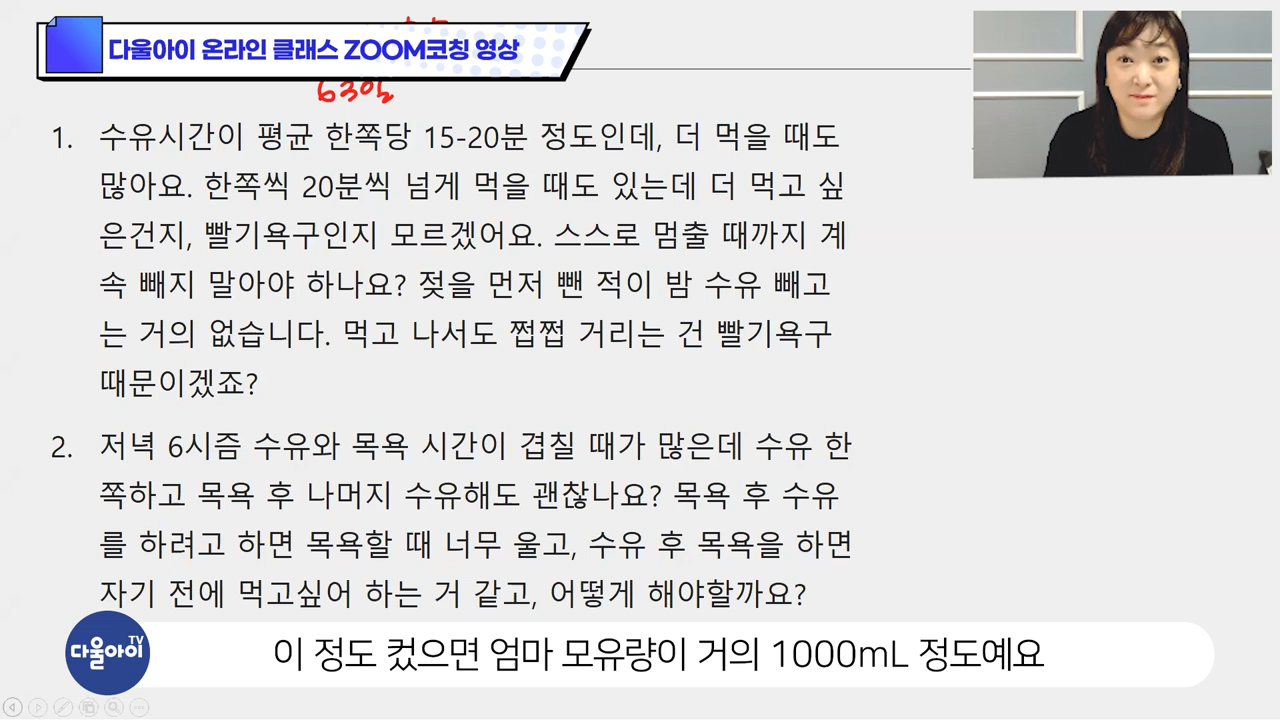 다울아이 온라인 클래스 ZOOM코칭 영상
63일
1. 수유시간이 평균 한쪽당 15-20분 정도인데, 더 먹을 때도
많아요. 한쪽씩 20분씩 넘게 먹을 때도 있는데 더 먹고 싶
은건지, 빨기욕구인지 모르겠어요. 스스로 멈출 때까지 계
속 빼지 말아야 하나요? 젖을 먼저 뺀 적이 밤 수유 빼고
는 거의 없습니다. 먹고 나서도 쩝쩝 거리는 건 빨기욕구
때문이겠죠?
2. 저녁 6시즘 수유와 목욕 시간이 겹칠 때가 많은데 수유 한
쪽하고 목욕 후 나머지 수유해도 괜찮나요? 목욕 후 수유
를 하려고 하면 목욕할 때 너무 울고, 수유 후 목욕을 하면
자기 전에 먹고싶어 하는 거 같고, 어떻게 해야할까요?
다울아이 TV
이 정도 컸으면 엄마 모유량이 거의 1000mL 정도예요